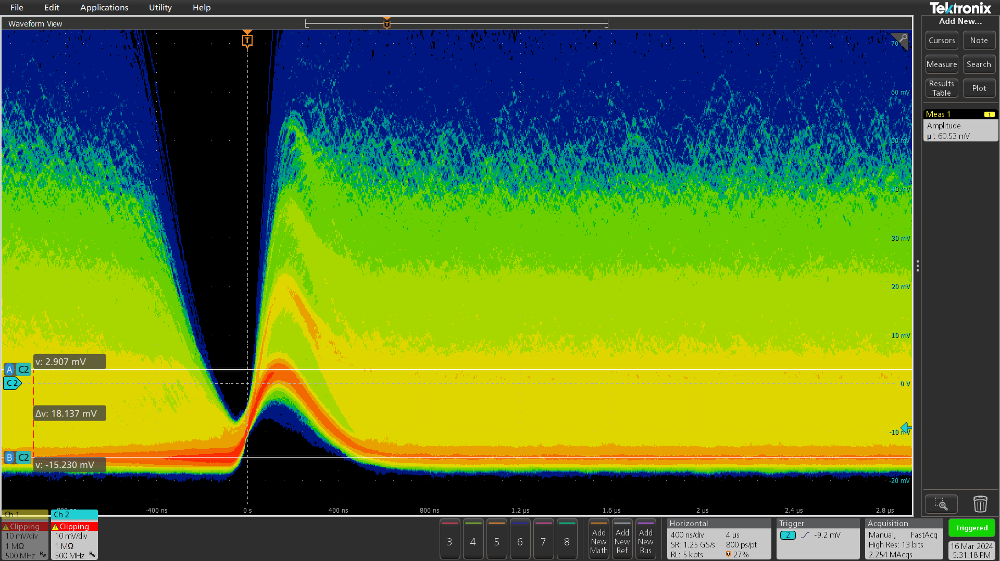 File Edit Applications Utility Help
Tektronix
Waveform View
Add New...
Cursors Note
Measure Search
Results Table Plot
Meas 1 1
Amplitude
µ': 60.53 mV
T
T
60 mV
50 mV
40 mV
30 mV
20 mV
10 mV
0 V
-10 mV
-20 mV
v: 2.907 mV
A C2
C 2
Δv: 18.137 mV
B C2
v: -15.230 mV
-400 ns 0 s 400 ns 800 ns 1.2 µs 1.6 µs 2 µs 2.4 µs 2.8 µs
Ch 1
Clipping
10 mV/div
1 MΩ
500 MHz Bw
Ch 2
Clipping
10 mV/div
1 MΩ
500 MHz Bw
3 4 5 6 7 8
Add New Math
Add New Ref
Add New Bus
Horizontal
400 ns/div 4 µs
SR: 1.25 GS/s 800 ps/pt
RL: 5 kpts T 27%
Trigger
2 -9.2 mV
Acquisition
Manual, FastAcq
High Res: 13 bits
2.254 MAcqs
Triggered
16 Mar 2024
5:31:18 PM